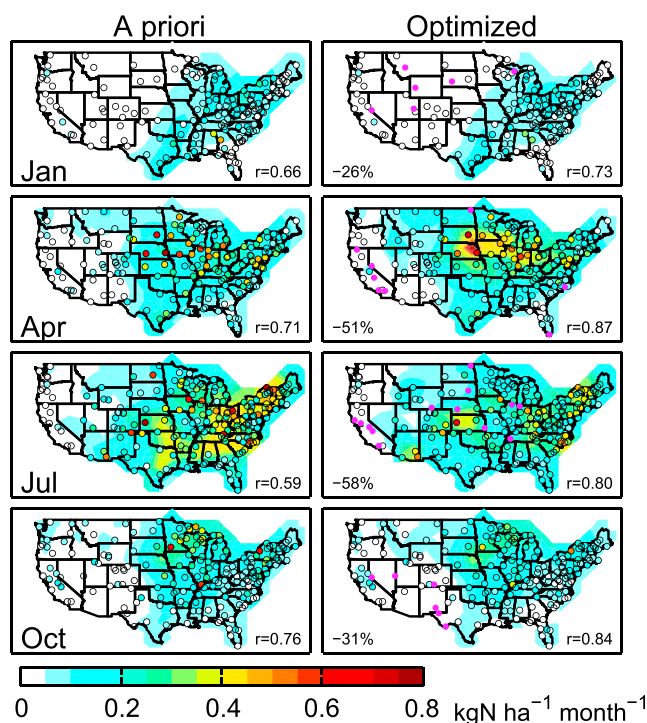 A priori Optimized
Jan r=0.66 −26% r=0.73
Apr r=0.71 −51% r=0.87
Jul r=0.59 −58% r=0.80
Oct r=0.76 −31% r=0.84
0 0.2 0.4 0.6 0.8 kgN ha⁻¹ month⁻¹